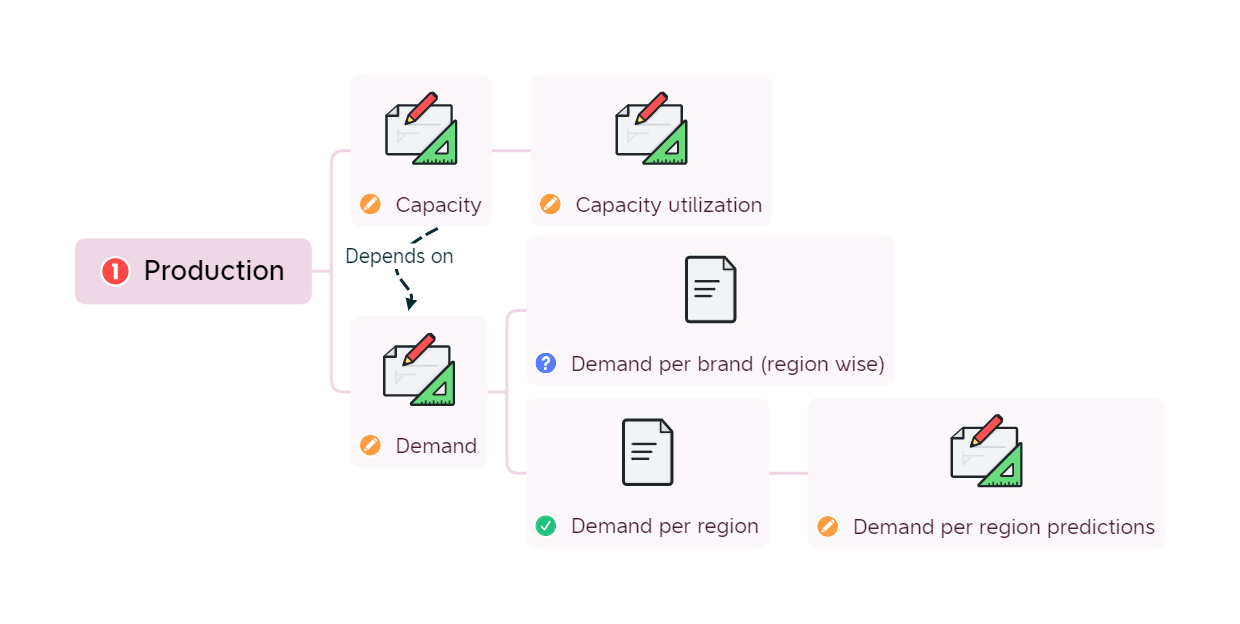 Capacity
Capacity utilization
1 Production
Depends on
? Demand per brand (region wise)
Demand
Demand per region
Demand per region predictions